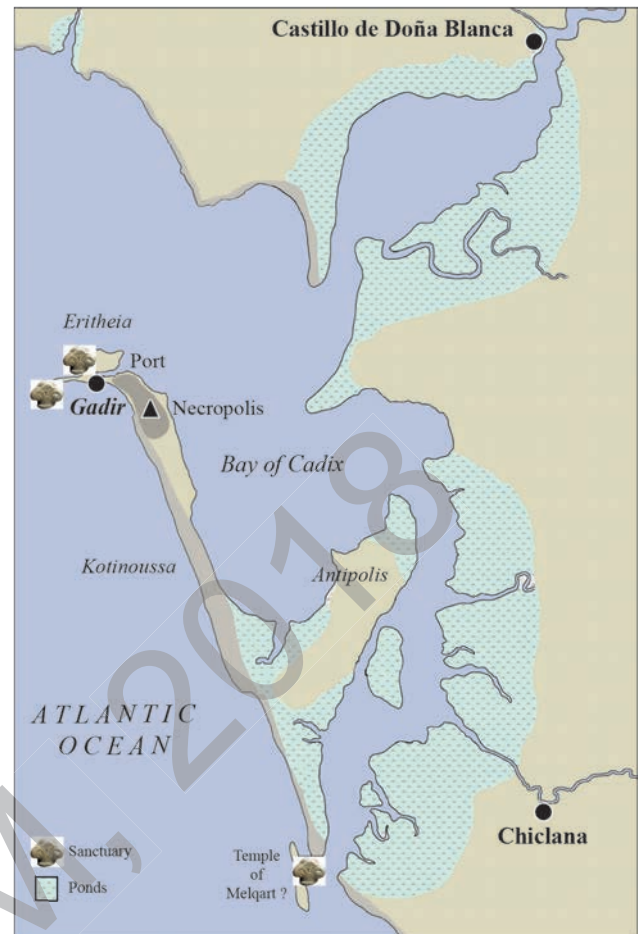 Castillo de Doña Blanca
Eritheia
Port
Gadir
Necropolis
Bay of Cadix
Kotinoussa
Antipolis
ATLANTIC
OCEAN
Chiclana
Sanctuary
Ponds
Temple
of
Melqart ?
M, 2018